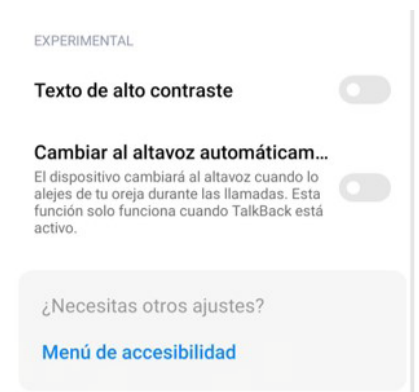 EXPERIMENTAL
Texto de alto contraste
Cambiar al altavoz automáticam...
El dispositivo cambiará al altavoz cuando lo
alejes de tu oreja durante las llamadas. Esta
función solo funciona cuando TalkBack está
activo.
¿Necesitas otros ajustes?
Menú de accesibilidad